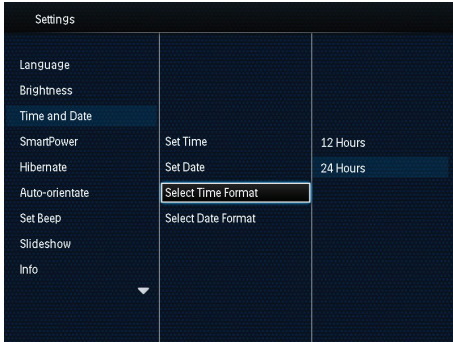 Settings
Language
Brightness
Time and Date
SmartPower
Hibernate
Auto-orientate
Set Beep
Slideshow
Info
Set Time
Set Date
Select Time Format
Select Date Format
12 Hours
24 Hours